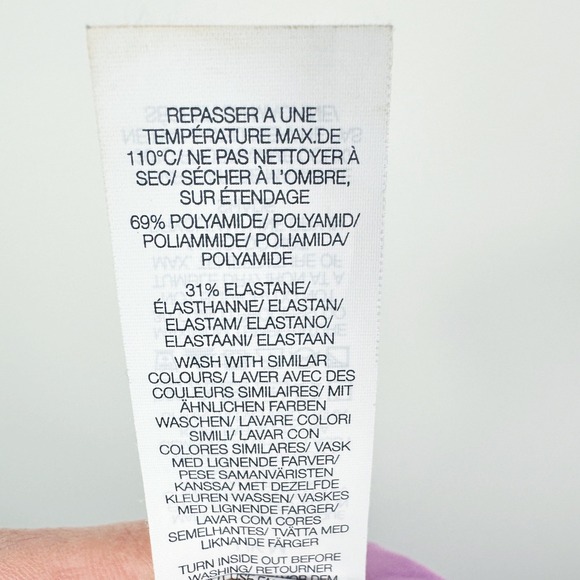 REPASSER A UNE
TEMPÉRATURE MAX.DE
110°C/ NE PAS NETTOYER À
SEC/ SÉCHER À L'OMBRE,
SUR ÉTENDAGE
69% POLYAMIDE/ POLYAMID/
POLIAMMIDE/ POLIAMIDA/
POLYAMIDE
31% ELASTANE/
ÉLASTHANNE/ ELASTAN/
ELASTAM/ ELASTANO/
ELASTAANI/ ELASTAAN
WASH WITH SIMILAR
COLOURS/ LAVER AVEC DES
COULEURS SIMILAIRES/ MIT
ÄHNLICHEN FARBEN
WASCHEN/ LAVARE COLORI
SIMILI/ LAVAR CON
COLORES SIMILARES/ VASK
MED LIGNENDE FARVER/
PESE SAMANVÄRISTEN
KANSSA/ MET DEZELFDE
KLEUREN WASSEN/ VASKES
MED LIGNENDE FARGER/
LAVAR COM CORES
SEMELHANTES/ TVÄTTA MED
LIKNANDE FÄRGER
TURN INSIDE OUT BEFORE
WASHING/ RETOURNER